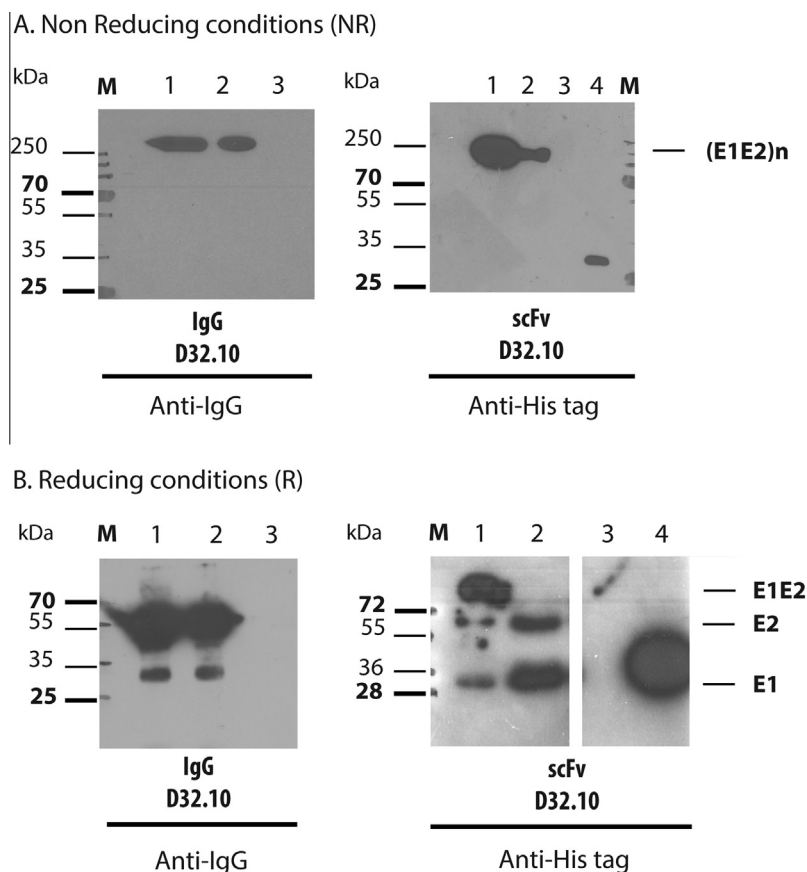 A. Non Reducing conditions (NR)
kDa M 1 2 3
250
70
55
35
25
IgG
D32.10
Anti-IgG
kDa 1 2 3 4 M
250
70
55
35
25
(E1E2)n
scFv
D32.10
Anti-His tag
B. Reducing conditions (R)
kDa M 1 2 3
70
55
35
25
IgG
D32.10
Anti-IgG
kDa M 1 2 3 4
72
55
36
28
E1E2
E2
E1
scFv
D32.10
Anti-His tag